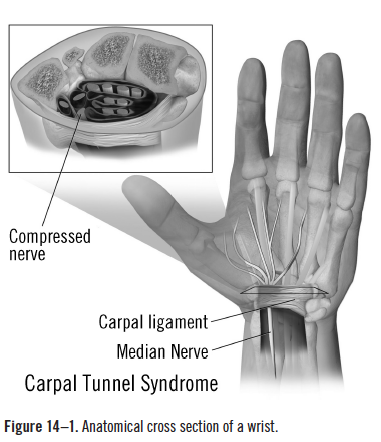 Compressed
nerve
Carpal ligament
Median Nerve
Carpal Tunnel Syndrome
Figure 14–1. Anatomical cross section of a wrist.